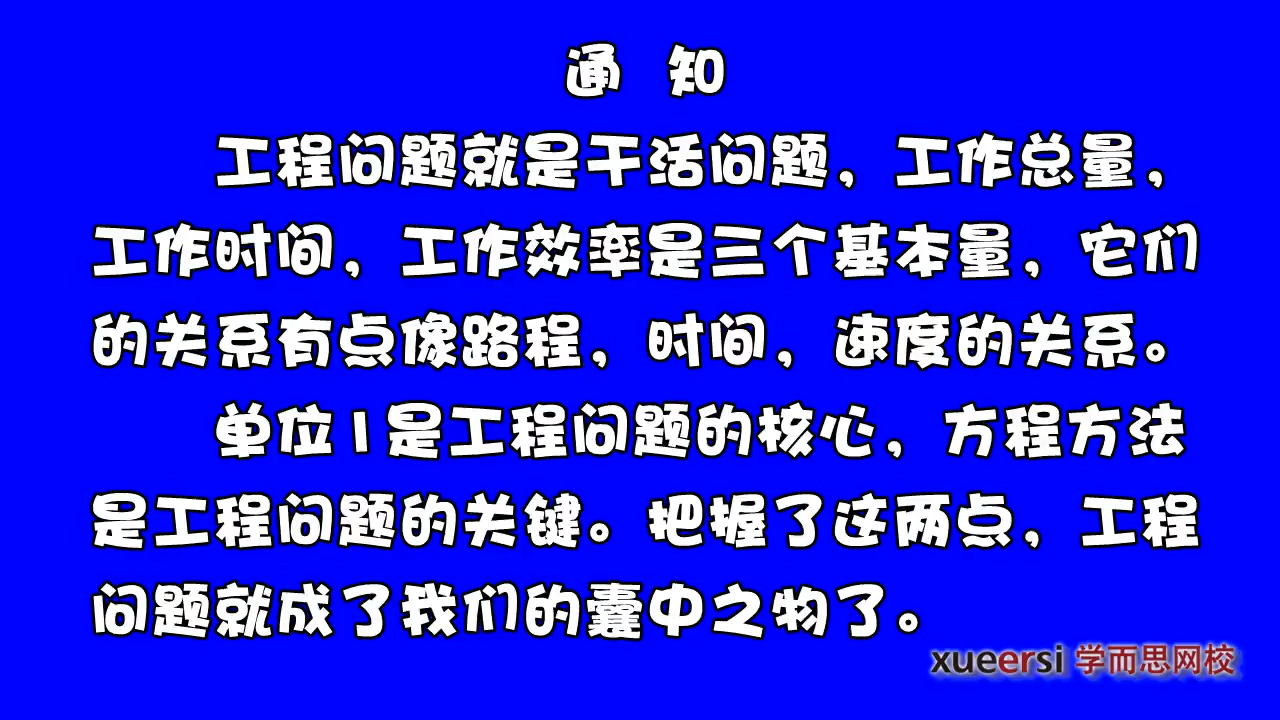 通 知
工程问题就是干活问题，工作总量，
工作时间，工作效率是三个基本量，它们
的关系有点像路程，时间，速度的关系。
单位1是工程问题的核心，方程方法
是工程问题的关键。把握了这两点，工程
问题就成了我们的囊中之物了。
xueersi 学而思网校